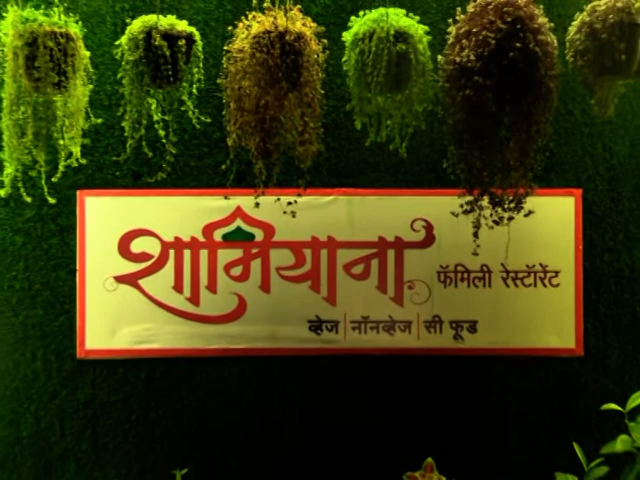 शामियाना फॅमिली रेस्टॉरेंट
व्हेज | नॉनव्हेज | सी फूड